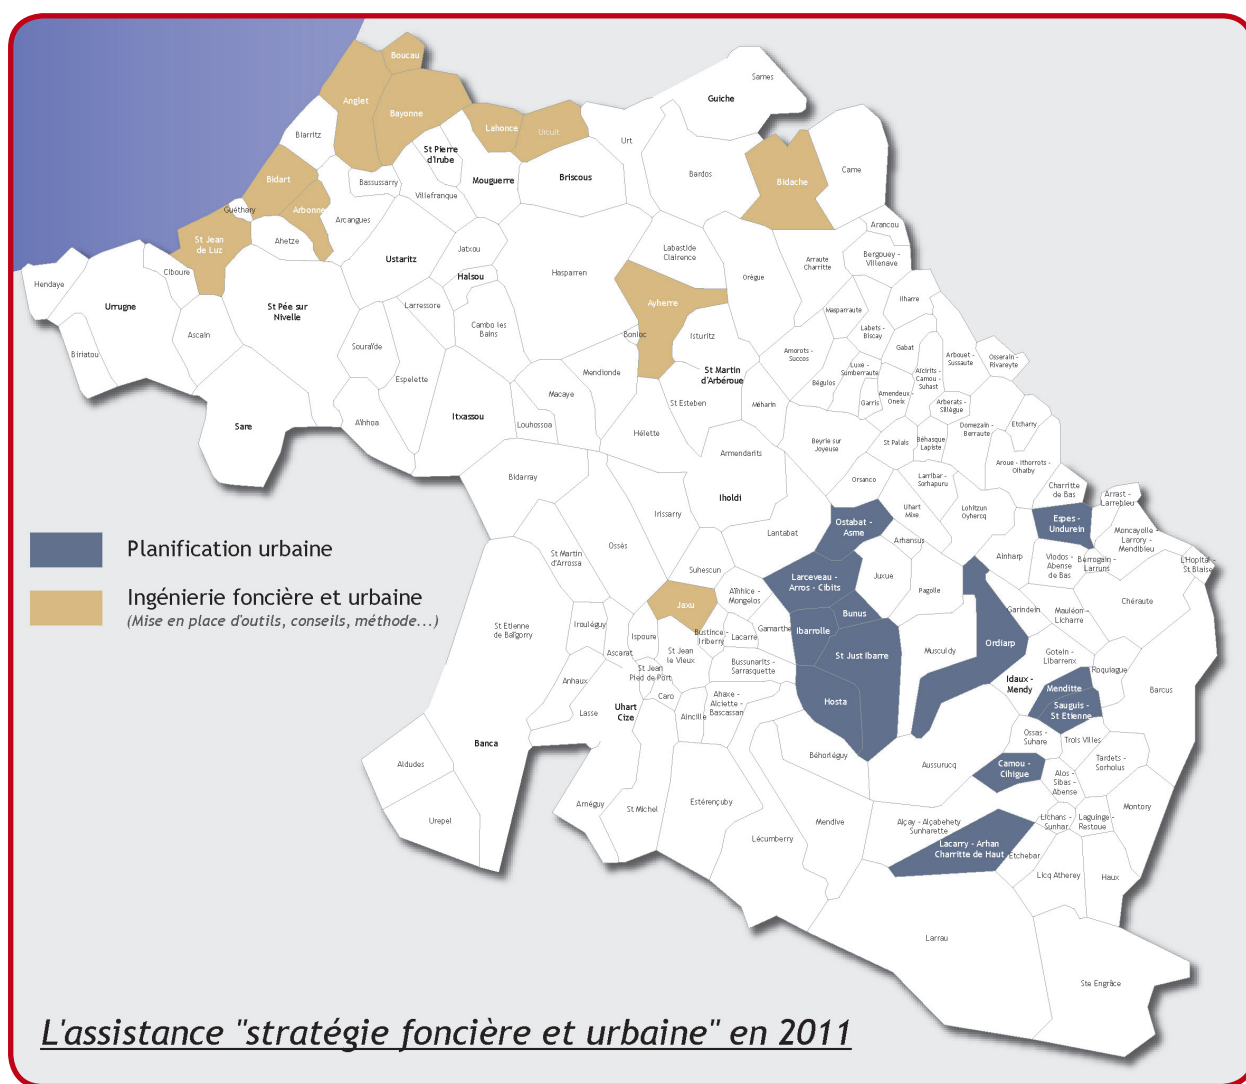 Boucau
Sames
Anglet
Guiche
Bayonne
Lahonce
Urcuit
Biarritz
Urt
St Pierre
d'Irube
Came
Bardos
Briscous
Bidart
Bassussarry
Mouguerre
Bidache
Villefranque
Guéthary
Arbonne
Arcangues
Arancou
St Jean
de Luz
Ahetze
Jatxou
Labastide
Clairence
Bergouey -
Villenave
Ustaritz
Arraute
Charritte
Ciboure
Hasparren
Halsou
Orègue
Hendaye
Ilharre
Urrugne
St Pée sur
Nivelle
Larressore
Ayherre
Masparraute
Cambo les
Bains
Labets -
Biscay
Ascain
Bonloc
Isturitz
Souraïde
Gabat
Biriatou
Amorots -
Succos
Arbouet -
Sussaute
Osserain -
Rivareyte
Luxe -
Sumberraute
Aïcirits -
Camou -
Suhast
St Martin
d'Arbéroue
Mendionde
Espelette
Béguios
Macaye
Amendeux -
Oneix
Garris
St Esteben
Méharin
Arberats -
Sillègue
Itxassou
Sare
Aïnhoa
Louhossoa
Hélette
Domezain -
Berraute
Etcharry
Beyrie sur
Joyeuse
St Palais
Béhasque
Lapiste
Armendarits
Aroue - Ithorrots -
Olhaïby
Bidarray
Orsanco
Larribar -
Sorhapuru
Charritte
de Bas
Iholdi
Arrast -
Larrebieu
Irissarry
Uhart
Mixe
Lohitzun
Oyhercq
Ostabat -
Asme
Espes -
Undurein
Lantabat
Moncayolle -
Larrory -
Mendibieu
Ossès
Arhansus
St Martin
d'Arrossa
Ainharp
Viodos -
Abense
de Bas
Berrogain -
Larruns
L'Hopital -
St Blaise
Planification urbaine
Suhescun
Larceveau -
Arros - Cibits
Juxue
Pagolle
Aïnhice -
Mongelos
Chéraute
Ingénierie foncière et urbaine
(Mise en place d'outils, conseils, méthode...)
Jaxu
Bunus
Garindein
Mauléon -
Licharre
St Etienne
de Baïgorry
Irouléguy
Ispoure
Bustince -
Iriberry
Lacarre
Gamarthe
Ibarrolle
Ordiarp
Ascarat
St Jean
le Vieux
Musculdy
Gotein -
Libarrenx
St Just Ibarre
Bussunarits -
Sarrasquette
Roquiague
St Jean
Pied de Port
Anhaux
Idaux -
Mendy
Menditte
Barcus
Caro
Ahaxe -
Alciette -
Bascassan
Hosta
Sauguis -
St Etienne
Uhart
Cize
Lasse
Aincille
Banca
Ossas -
Suhare
Trois Villes
Béhorléguy
Tardets -
Sorholus
Aldudes
Aussurucq
Camou -
Cihigue
Alos -
Sibas -
Abense
Arnéguy
St Michel
Estérençuby
Montory
Urepel
Mendive
Alçay - Alçabehety
Sunharette
Lichans -
Sunhar
Laguinge -
Restoue
Lécumberry
Lacarry - Arhan
Charritte de Haut
Etchebar
Licq Atherey
Haux
Larrau
Ste Engrâce
L'assistance "stratégie foncière et urbaine" en 2011